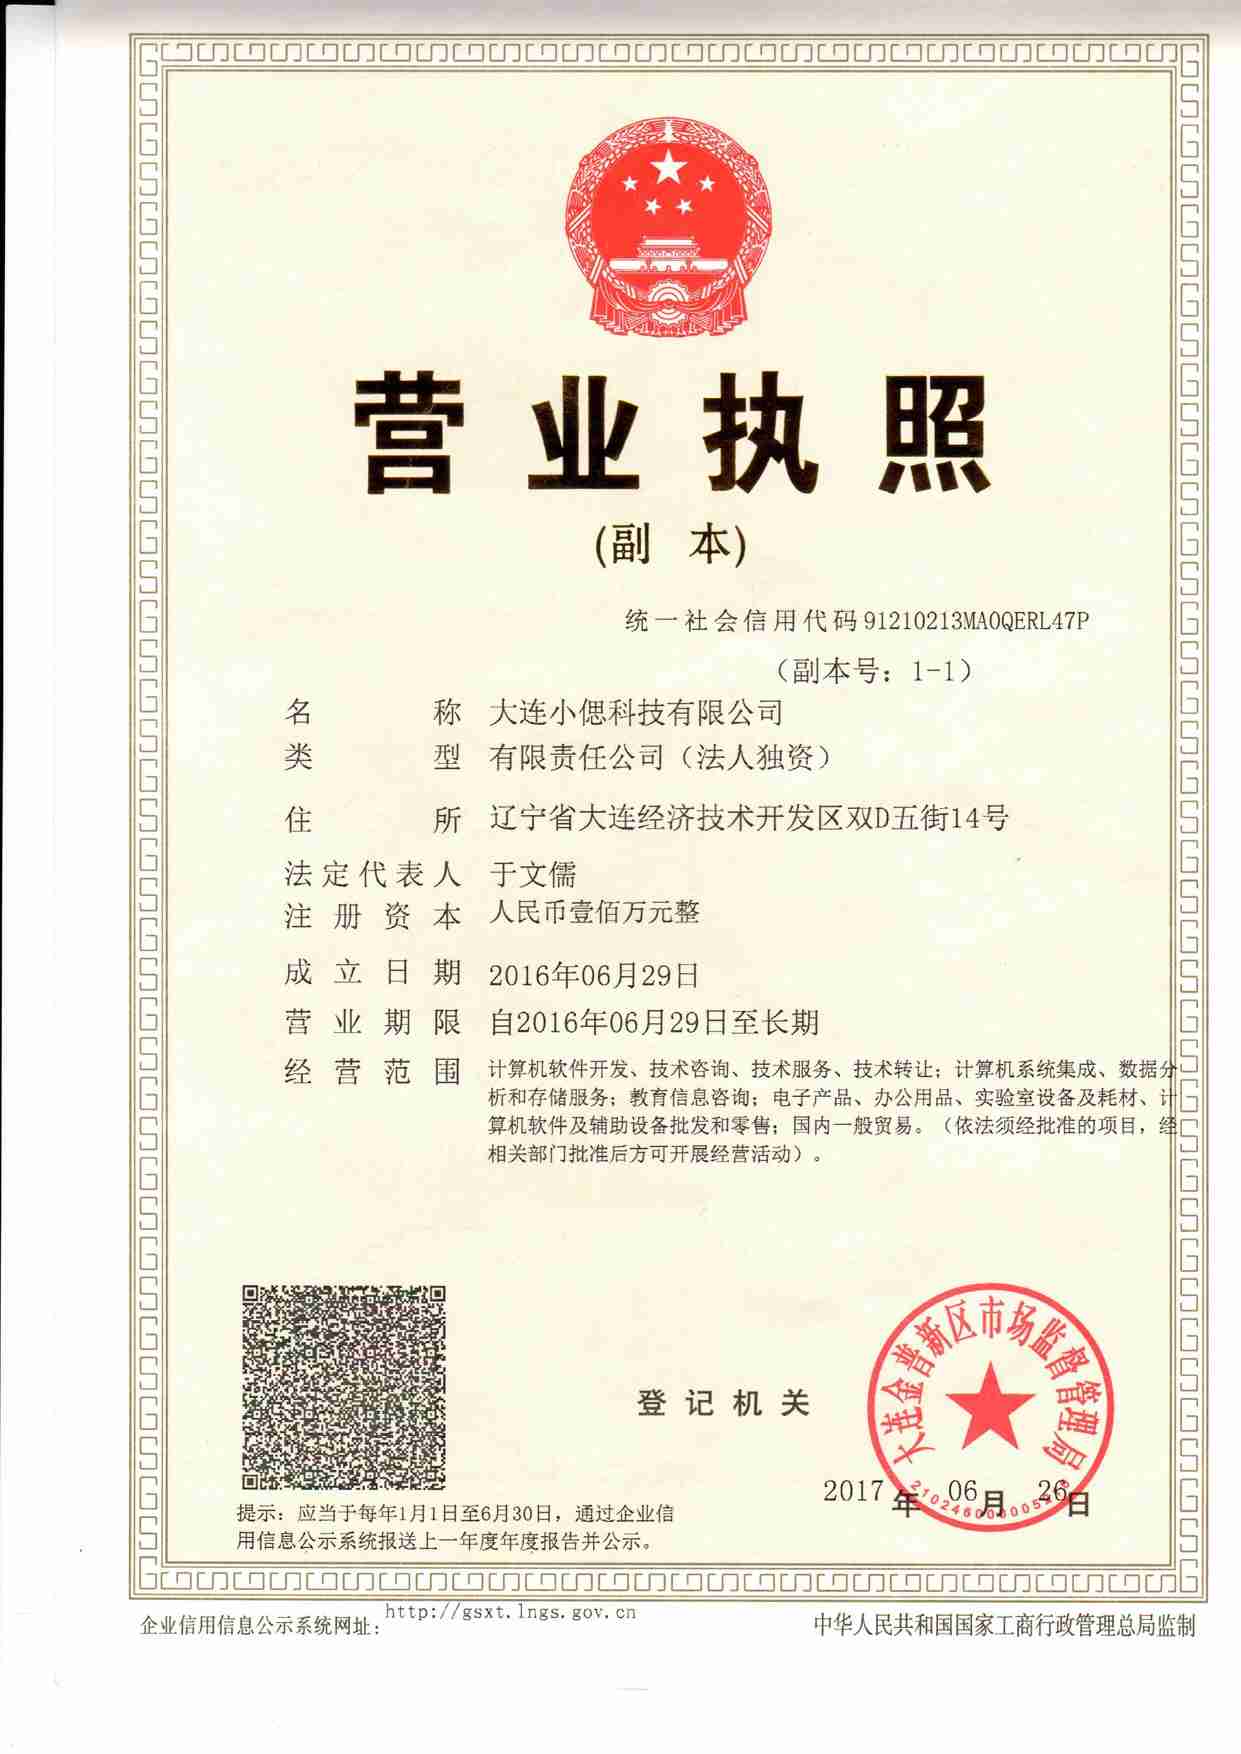 营业执照
(副 本)
统一社会信用代码 91210213MA0QERL47P
（副本号：1-1）
名称 大连小偲科技有限公司
类型 有限责任公司（法人独资）
住所 辽宁省大连经济技术开发区双D五街14号
法定代表人 于文儒
注册资本 人民币壹佰万元整
成立日期 2016年06月29日
营业期限 自2016年06月29日至长期
经营范围 计算机软件开发、技术咨询、技术服务、技术转让；计算机系统集成、数据分
析和存储服务；教育信息咨询；电子产品、办公用品、实验室设备及耗材、计
算机软件及辅助设备批发和零售；国内一般贸易。（依法须经批准的项目，经
相关部门批准后方可开展经营活动）。
大连金普新区市场监督管理局
登记机关
2017年06月26日
提示：应当于每年1月1日至6月30日，通过企业信
用信息公示系统报送上一年度年度报告并公示。
企业信用信息公示系统网址：http://gsxt.lngs.gov.cn
中华人民共和国国家工商行政管理总局监制